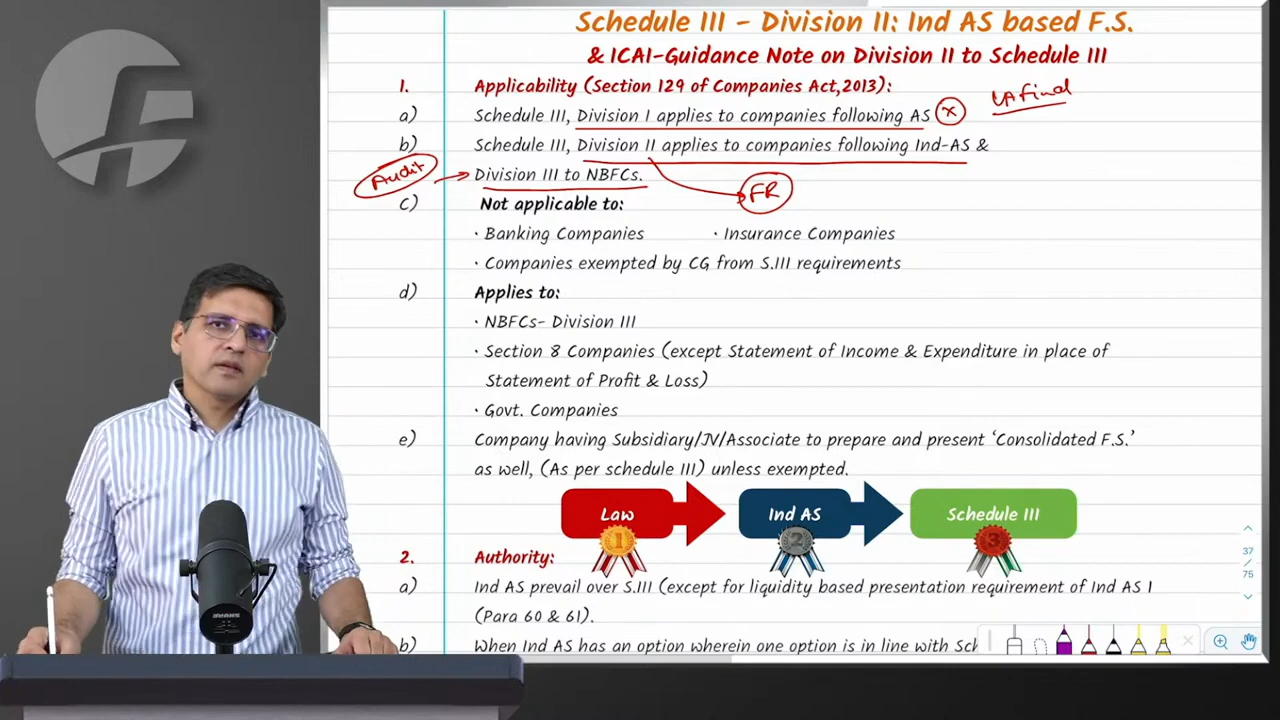 Schedule III - Division II: Ind AS based F.S.
& ICAI-Guidance Note on Division II to Schedule III
1. Applicability (Section 129 of Companies Act,2013):
CA Final
a) Schedule III, Division I applies to companies following AS X
b) Schedule III, Division II applies to companies following Ind-AS &
Audit → Division III to NBFCs.
FR
c) Not applicable to:
· Banking Companies · Insurance Companies
· Companies exempted by CG from S.III requirements
d) Applies to:
· NBFCs- Division III
· Section 8 Companies (except Statement of Income & Expenditure in place of
Statement of Profit & Loss)
· Govt. Companies
e) Company having Subsidiary/JV/Associate to prepare and present ‘Consolidated F.S.’
as well, (As per schedule III) unless exempted.
Law Ind AS Schedule III
1 2 3
2. Authority:
a) Ind AS prevail over S.III (except for liquidity based presentation requirement of Ind AS 1
(Para 60 & 61).
b) When Ind AS has an option wherein one option is in line with Sch
37
/
75